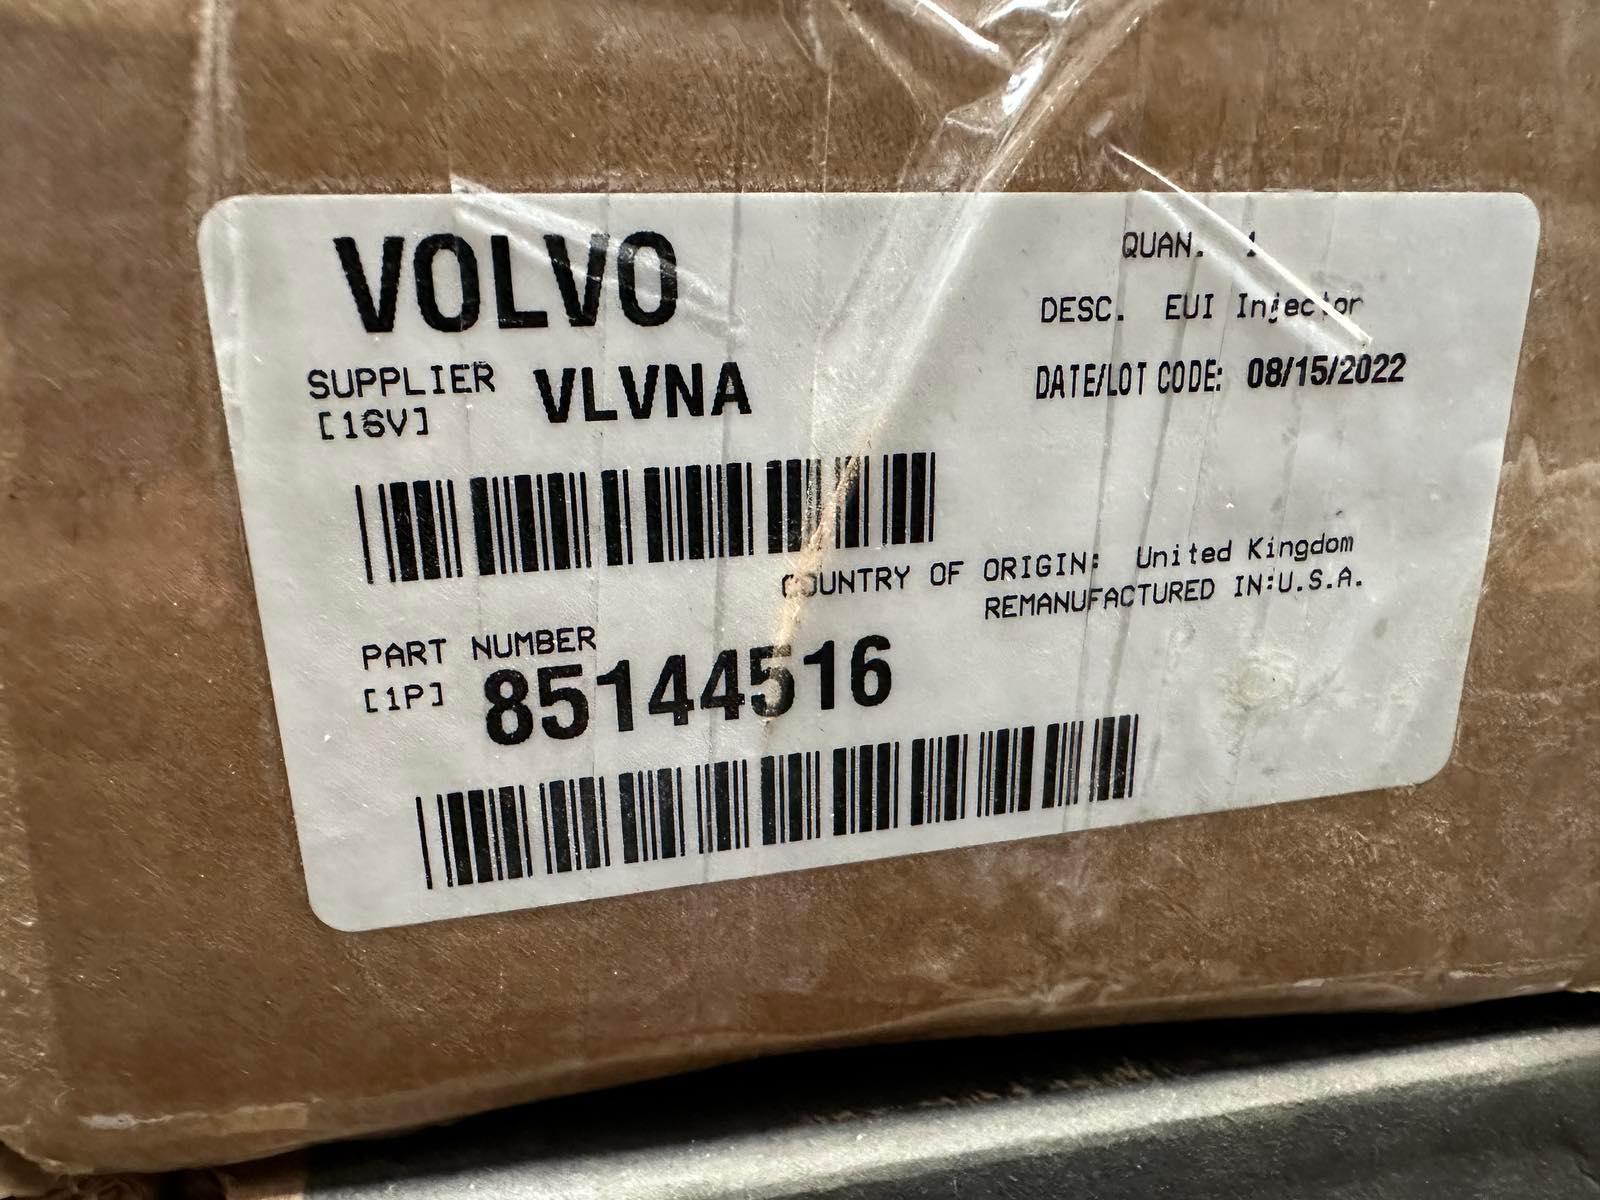 VOLVO
QUAN. 1
DESC. EUI Injector
SUPPLIER VLVNA
[16V]
DATE/LOT CODE: 08/15/2022
COUNTRY OF ORIGIN: United Kingdom
REMANUFACTURED IN:U.S.A.
PART NUMBER
[1P] 85144516